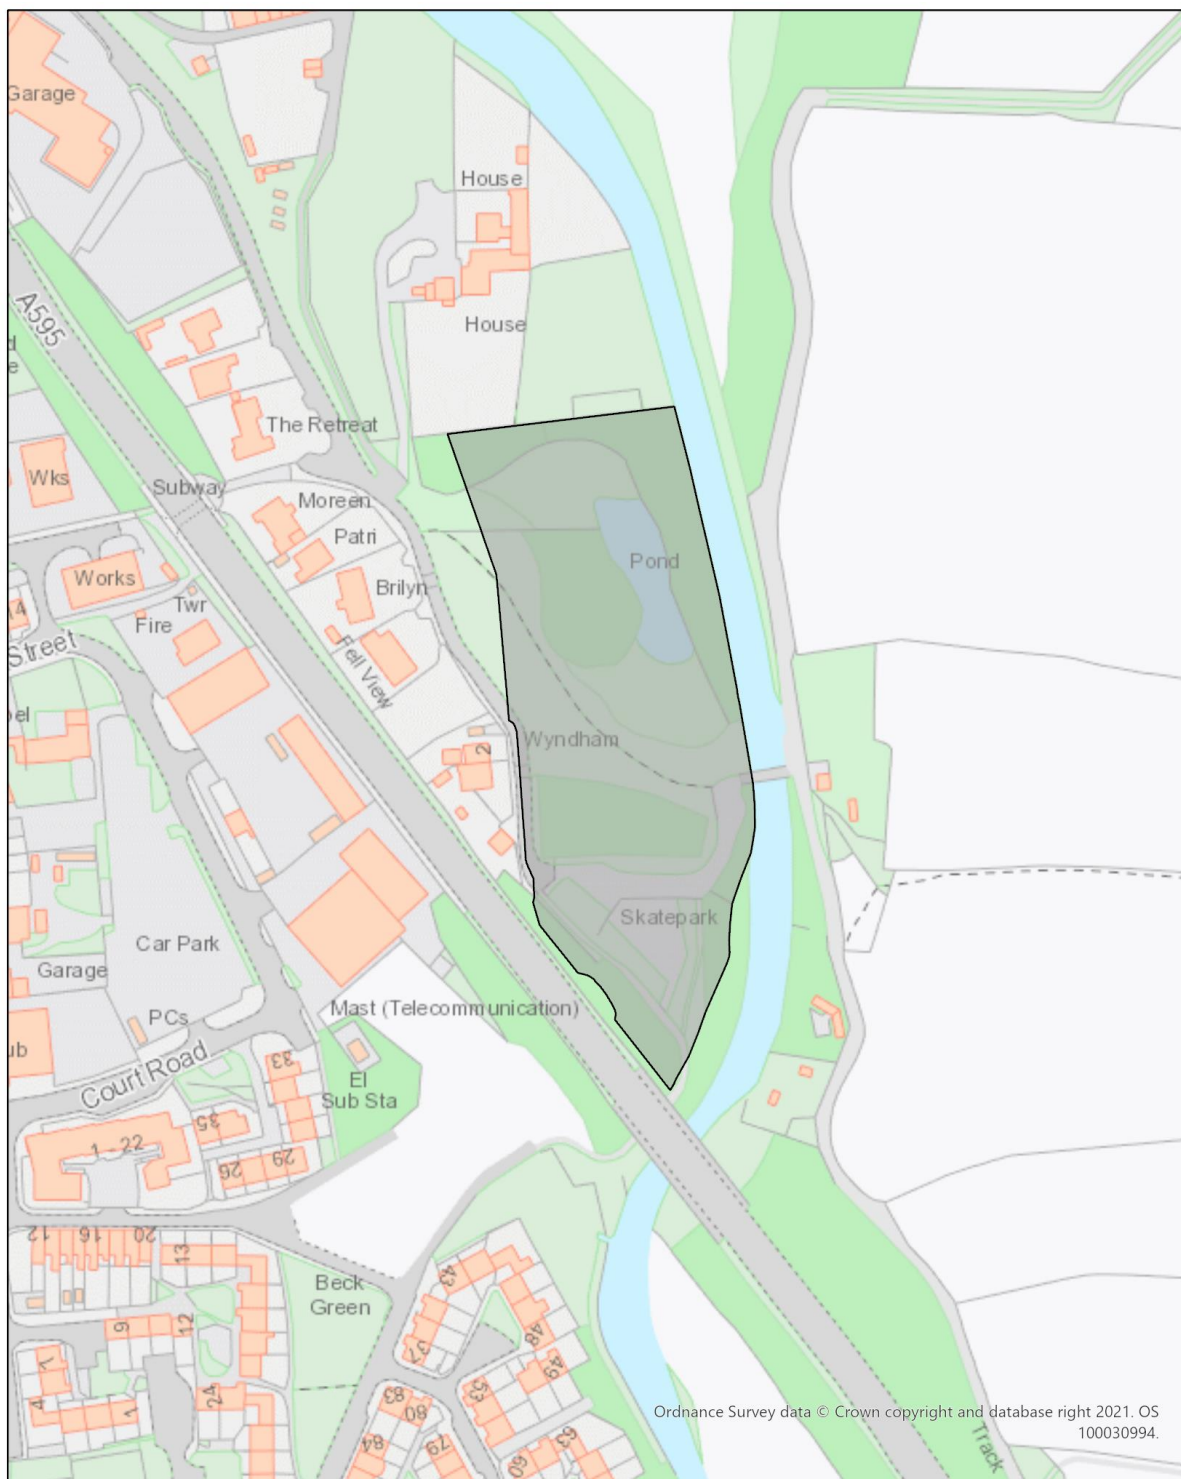 Garage
House
A595
House
The Retreat
Wks
Subway
Moreen
Patri
Pond
Works
Brilyn
Twr
Fire
14
Street
Fell View
Wyndham
2
Skatepark
Car Park
Garage
Mast (Telecommunication)
PCs
Court Road
33
El
Sub Sta
35
1 - 22
29
26
12
16
20
13
Beck
Green
43
9
12
48
37
49
1
24
4
1
53
83
80
84
79
63
60
Track
Ordnance Survey data © Crown copyright and database right 2021. OS
100030994.